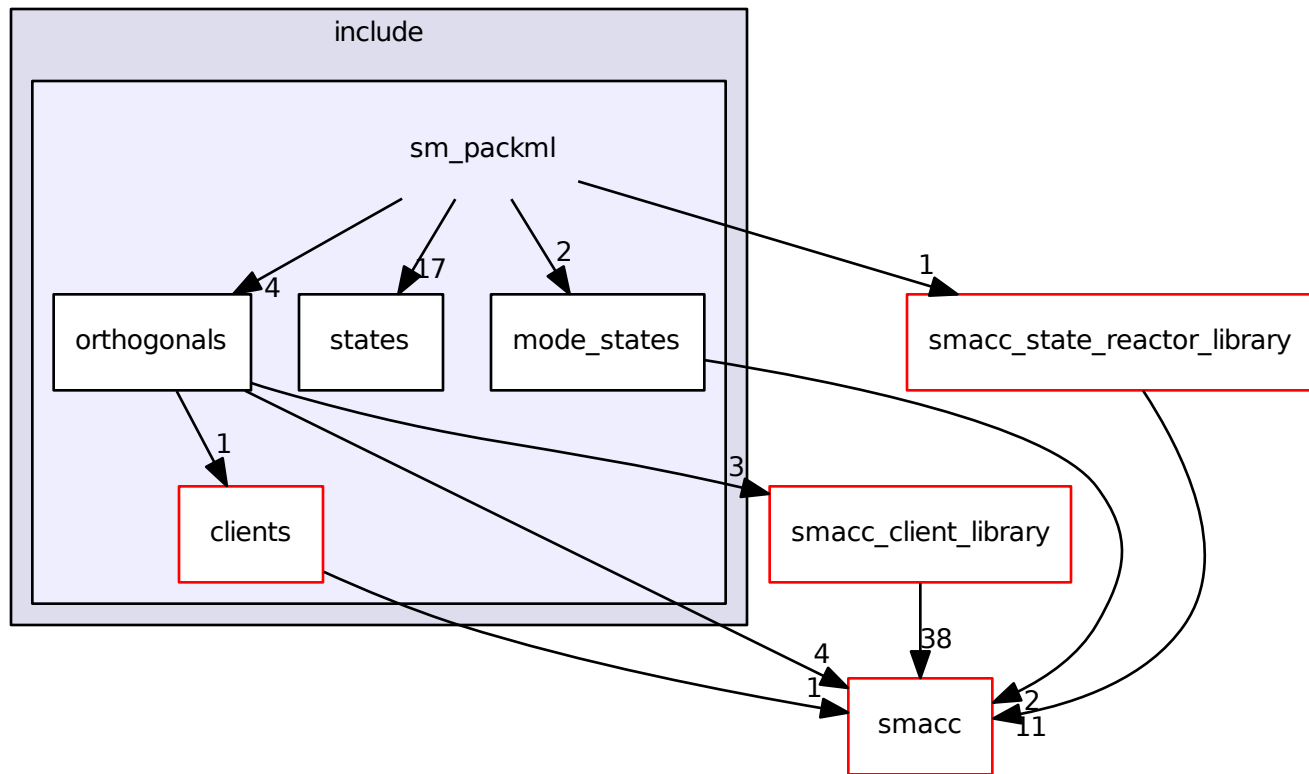 include
sm_packml
4
17
2
1
orthogonals
states
mode_states
smacc_state_reactor_library
1
3
clients
smacc_client_library
38
4
1
2
11
smacc